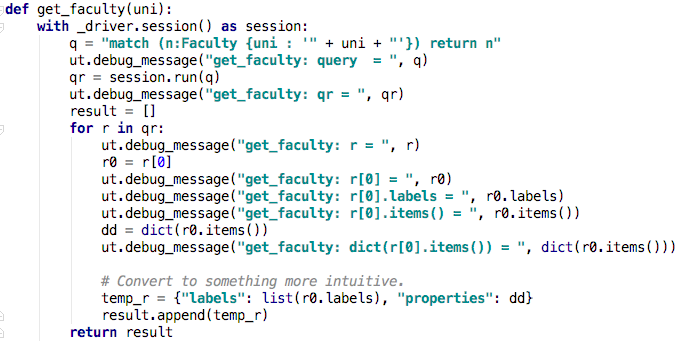 def get_faculty(uni):
    with _driver.session() as session:
        q = "match (n:Faculty {uni : '" + uni + "'}) return n"
        ut.debug_message("get_faculty: query  = ", q)
        qr = session.run(q)
        ut.debug_message("get_faculty: qr = ", qr)
        result = []
        for r in qr:
            ut.debug_message("get_faculty: r = ", r)
            r0 = r[0]
            ut.debug_message("get_faculty: r[0] = ", r0)
            ut.debug_message("get_faculty: r[0].labels = ", r0.labels)
            ut.debug_message("get_faculty: r[0].items() = ", r0.items())
            dd = dict(r0.items())
            ut.debug_message("get_faculty: dict(r[0].items()) = ", dict(r0.items()))

            # Convert to something more intuitive.
            temp_r = {"labels": list(r0.labels), "properties": dd}
            result.append(temp_r)
        return result